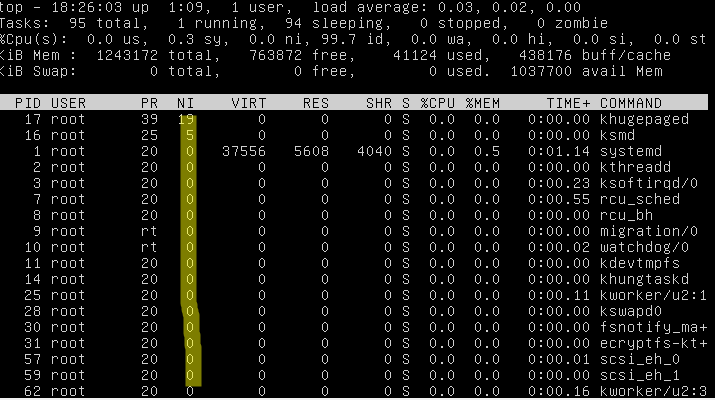 top - 18:26:03 up  1:09,  1 user,  load average: 0.03, 0.02, 0.00
Tasks:  95 total,   1 running,  94 sleeping,   0 stopped,   0 zombie
%Cpu(s):  0.0 us,  0.3 sy,  0.0 ni, 99.7 id,  0.0 wa,  0.0 hi,  0.0 si,  0.0 st
KiB Mem :  1243172 total,   763872 free,    41124 used,   438176 buff/cache
KiB Swap:        0 total,        0 free,        0 used.  1037700 avail Mem
PID USER      PR  NI    VIRT    RES    SHR S %CPU %MEM     TIME+ COMMAND
17 root      39  19       0      0      0 S  0.0  0.0   0:00.00 khugepaged
16 root      25   5       0      0      0 S  0.0  0.0   0:00.00 ksmd
1 root      20   0   37556   5608   4040 S  0.0  0.5   0:01.14 systemd
2 root      20   0       0      0      0 S  0.0  0.0   0:00.00 kthreadd
3 root      20   0       0      0      0 S  0.0  0.0   0:00.23 ksoftirqd/0
7 root      20   0       0      0      0 S  0.0  0.0   0:00.55 rcu_sched
8 root      20   0       0      0      0 S  0.0  0.0   0:00.00 rcu_bh
9 root      rt   0       0      0      0 S  0.0  0.0   0:00.00 migration/0
10 root      rt   0       0      0      0 S  0.0  0.0   0:00.02 watchdog/0
11 root      20   0       0      0      0 S  0.0  0.0   0:00.00 kdevtmpfs
14 root      20   0       0      0      0 S  0.0  0.0   0:00.00 khungtaskd
25 root      20   0       0      0      0 S  0.0  0.0   0:00.11 kworker/u2:1
28 root      20   0       0      0      0 S  0.0  0.0   0:00.00 kswapd0
30 root      20   0       0      0      0 S  0.0  0.0   0:00.00 fsnotify_ma+
31 root      20   0       0      0      0 S  0.0  0.0   0:00.00 ecryptfs-kt+
57 root      20   0       0      0      0 S  0.0  0.0   0:00.01 scsi_eh_0
59 root      20   0       0      0      0 S  0.0  0.0   0:00.00 scsi_eh_1
62 root      20   0       0      0      0 S  0.0  0.0   0:00.16 kworker/u2:3